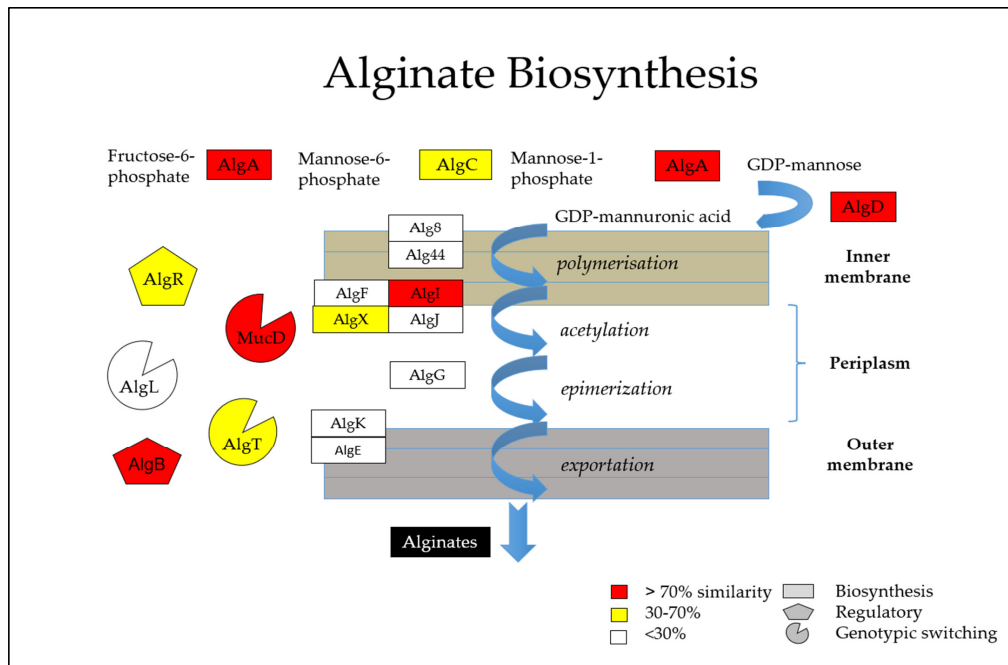 Alginate Biosynthesis
Fructose-6-
phosphate
AlgA
Mannose-6-
phosphate
AlgC
Mannose-1-
phosphate
AlgA
GDP-mannose
AlgD
GDP-mannuronic acid
Alg8
Alg44
polymerisation
Inner
membrane
AlgR
AlgF
AlgI
AlgX
AlgJ
acetylation
MucD
Periplasm
AlgL
AlgG
epimerization
AlgT
AlgK
AlgE
AlgB
exportation
Outer
membrane
Alginates
> 70% similarity
Biosynthesis
30-70%
Regulatory
<30%
Genotypic switching